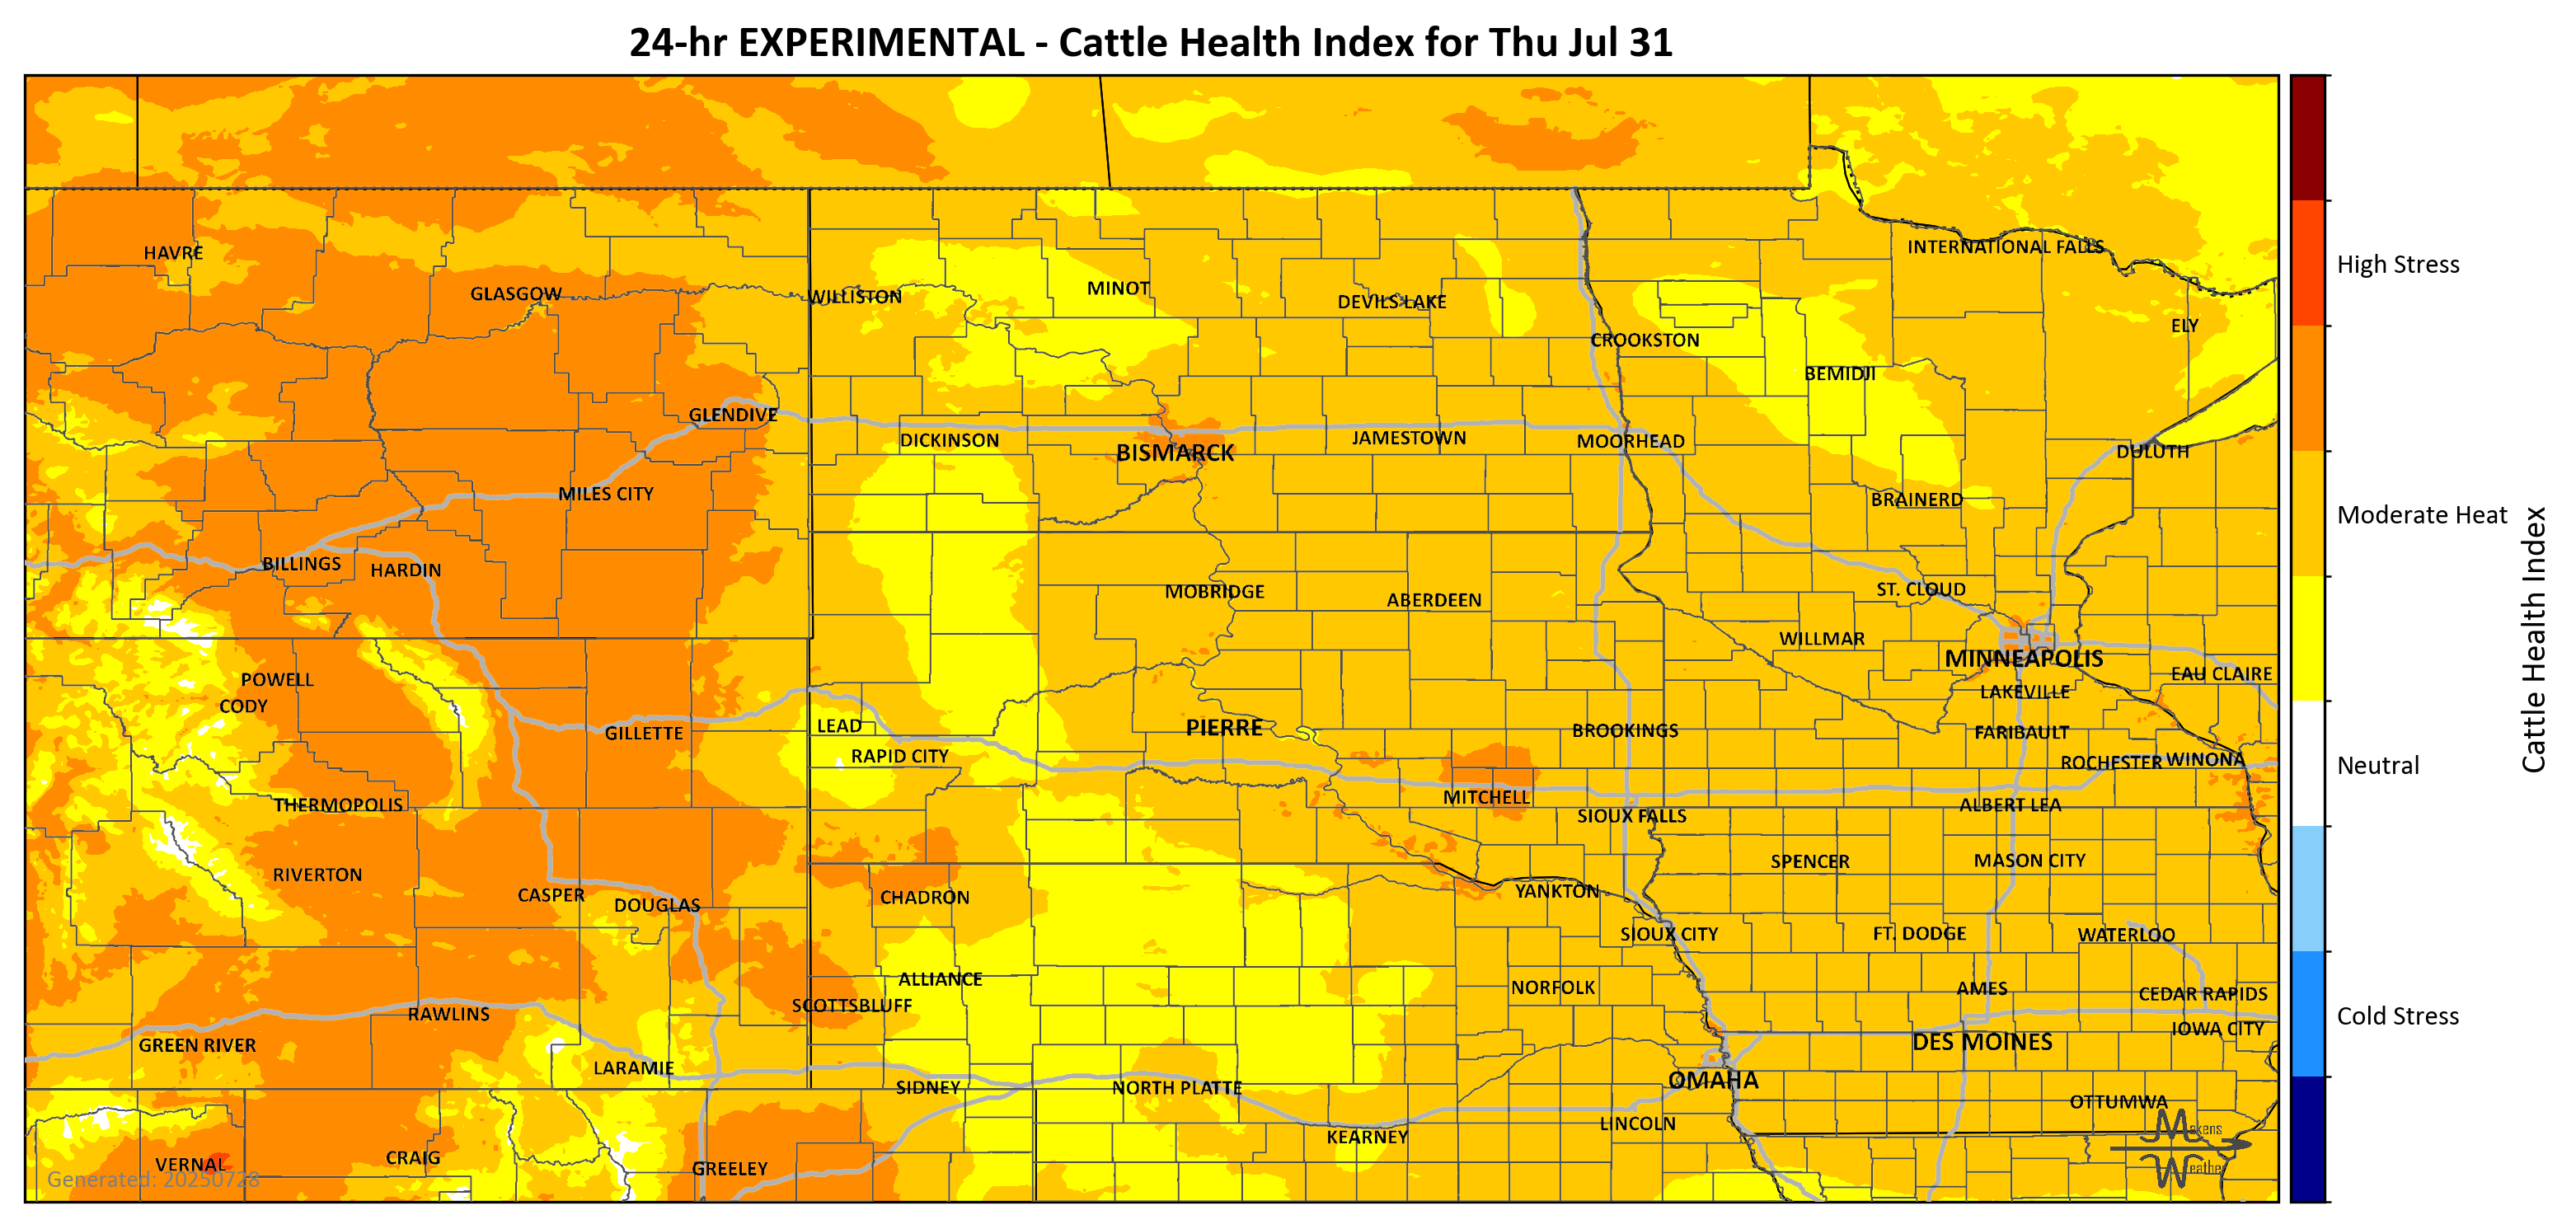 24-hr EXPERIMENTAL - Cattle Health Index for Thu Jul 31
HAVRE
INTERNATIONAL FALLS
GLASGOW
WILLISTON
MINOT
DEVILS LAKE
ELY
CROOKSTON
BEMIDJI
GLENDIVE
DICKINSON
BISMARCK
JAMESTOWN
MOORHEAD
DULUTH
MILES CITY
BRAINERD
BILLINGS
HARDIN
MOBRIDGE
ABERDEEN
ST. CLOUD
WILLMAR
MINNEAPOLIS
POWELL
EAU CLAIRE
CODY
LAKEVILLE
GILLETTE
LEAD
PIERRE
BROOKINGS
FARIBAULT
RAPID CITY
ROCHESTER
WINONA
THERMOPOLIS
MITCHELL
SIOUX FALLS
ALBERT LEA
RIVERTON
SPENCER
MASON CITY
CASPER
DOUGLAS
CHADRON
YANKTON
SIOUX CITY
FT. DODGE
WATERLOO
ALLIANCE
NORFOLK
AMES
CEDAR RAPIDS
SCOTTSBLUFF
RAWLINS
GREEN RIVER
IOWA CITY
DES MOINES
LARAMIE
SIDNEY
NORTH PLATTE
OMAHA
OTTUMWA
LINCOLN
KEARNEY
VERNAL
CRAIG
GREELEY
Generated: 20250728
Makens
Weather
High Stress
Moderate Heat
Neutral
Cold Stress
Cattle Health Index